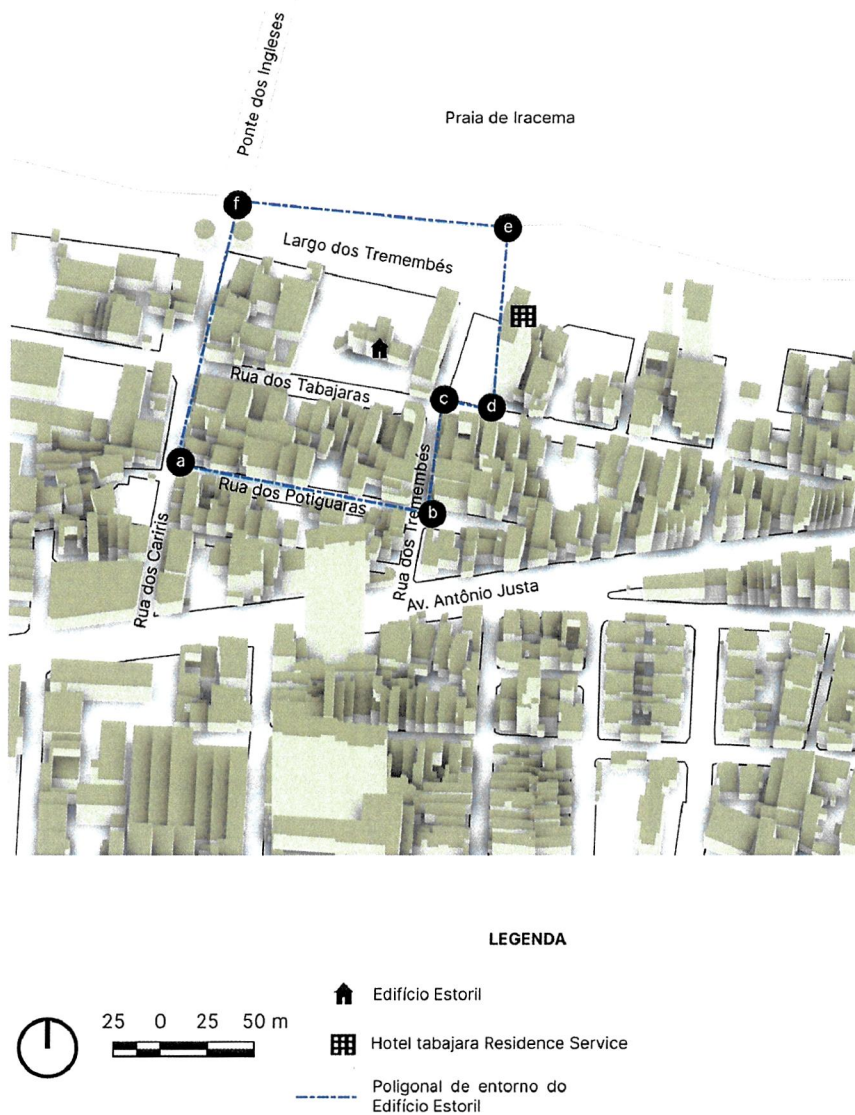 Ponte dos Ingleses
Praia de Iracema
f
e
Largo dos Tremembés
Rua dos Tabajaras
c
d
a
Rua dos Potiguaras
b
Rua dos Tremembés
Rua dos Cariris
Av. Antônio Justa
LEGENDA
Edifício Estoril
25 0 25 50 m
Hotel tabajara Residence Service
Poligonal de entorno do
Edifício Estoril